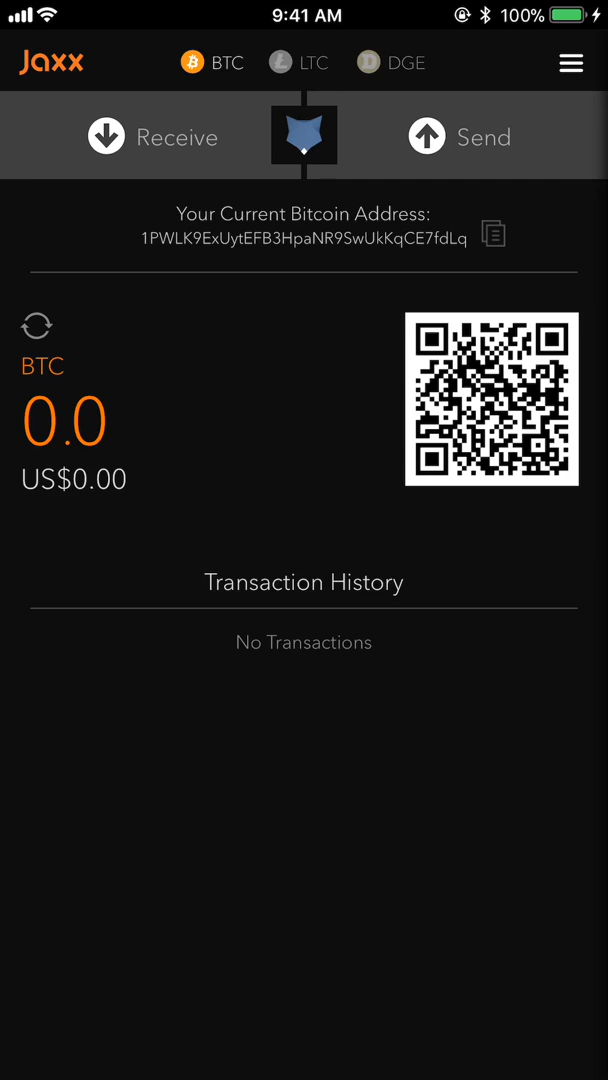 9:41 AM 100%
Jaxx BTC LTC DGE
Receive Send
Your Current Bitcoin Address:
1PWLK9ExUytEFB3HpaNR9SwUkKqCE7fdLq
BTC
0.0
US$0.00
Transaction History
No Transactions